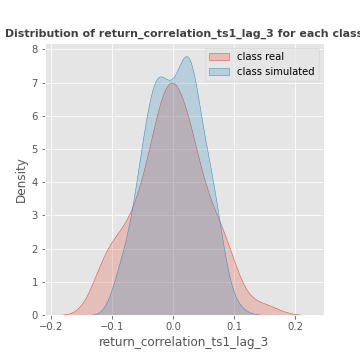 Distribution of return_correlation_ts1_lag_3 for each class
class real
class simulated
8
7
6
5
4
3
2
1
0
Density
−0.2 −0.1 0.0 0.1 0.2
return_correlation_ts1_lag_3